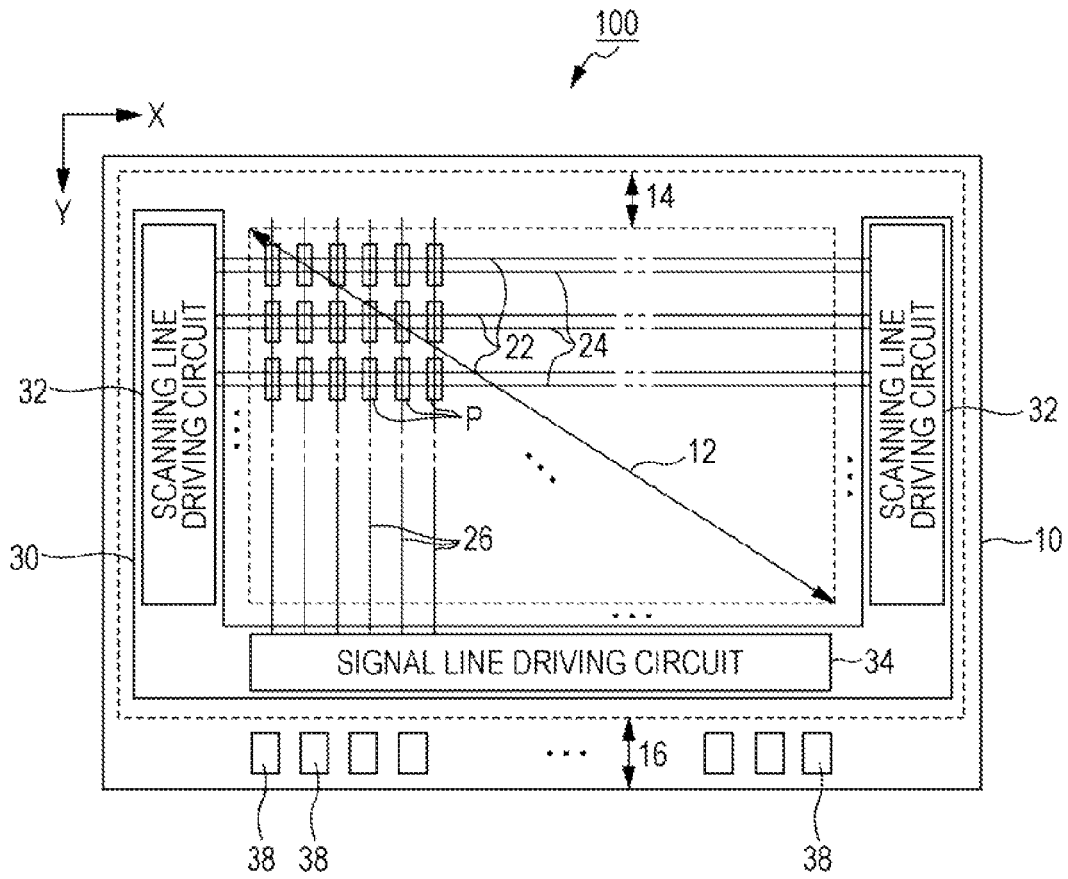 100
X
Y
14
SCANNING LINE
DRIVING CIRCUIT
SCANNING LINE
DRIVING CIRCUIT
22
24
32
P
32
12
26
30
10
SIGNAL LINE DRIVING CIRCUIT
34
16
38
38
38